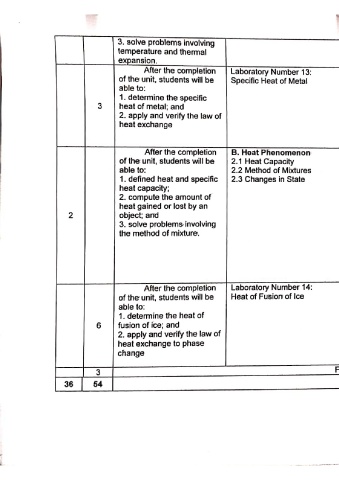 3. solve problems involving
temperature and thermal
expansion.
3
After the completion
of the unit, students will be
able to:
1. determine the specific
heat of metal; and
2. apply and verify the law of
heat exchange
Laboratory Number 13:
Specific Heat of Metal
2
After the completion
of the unit, students will be
able to:
1. defined heat and specific
heat capacity;
2. compute the amount of
heat gained or lost by an
object; and
3. solve problems involving
the method of mixture.
B. Heat Phenomenon
2.1 Heat Capacity
2.2 Method of Mixtures
2.3 Changes in State
6
After the completion
of the unit, students will be
able to:
1. determine the heat of
fusion of ice; and
2. apply and verify the law of
heat exchange to phase
change
Laboratory Number 14:
Heat of Fusion of Ice
3
36 54